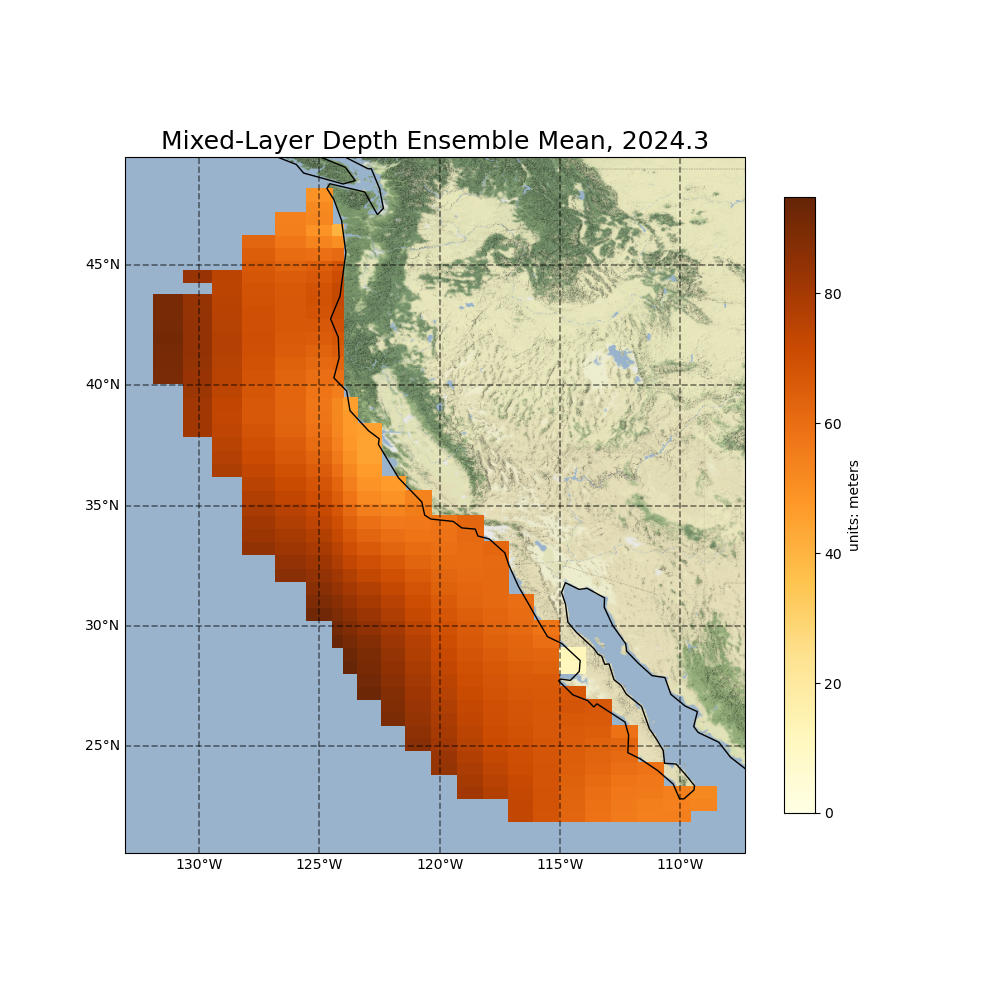 Mixed-Layer Depth Ensemble Mean, 2024.3
45°N
40°N
35°N
30°N
25°N
130°W
125°W
120°W
115°W
110°W
80
60
40
20
0
units: meters